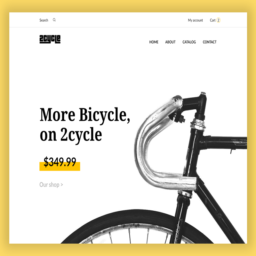 Search
My account
Cart
2CYCLE
HOME ABOUT CATALOG CONTACT
More Bicycle,
on 2cycle
$349.99
Our shop >